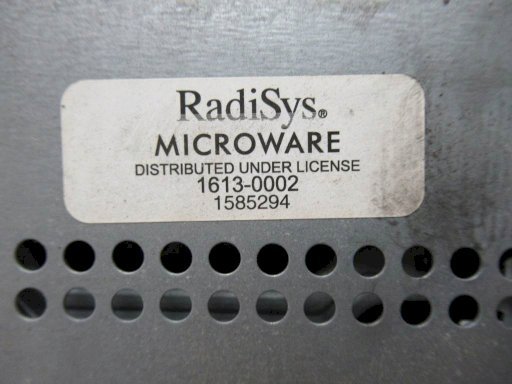 RadiSys®
MICROWARE
DISTRIBUTED UNDER LICENSE
1613-0002
1585294